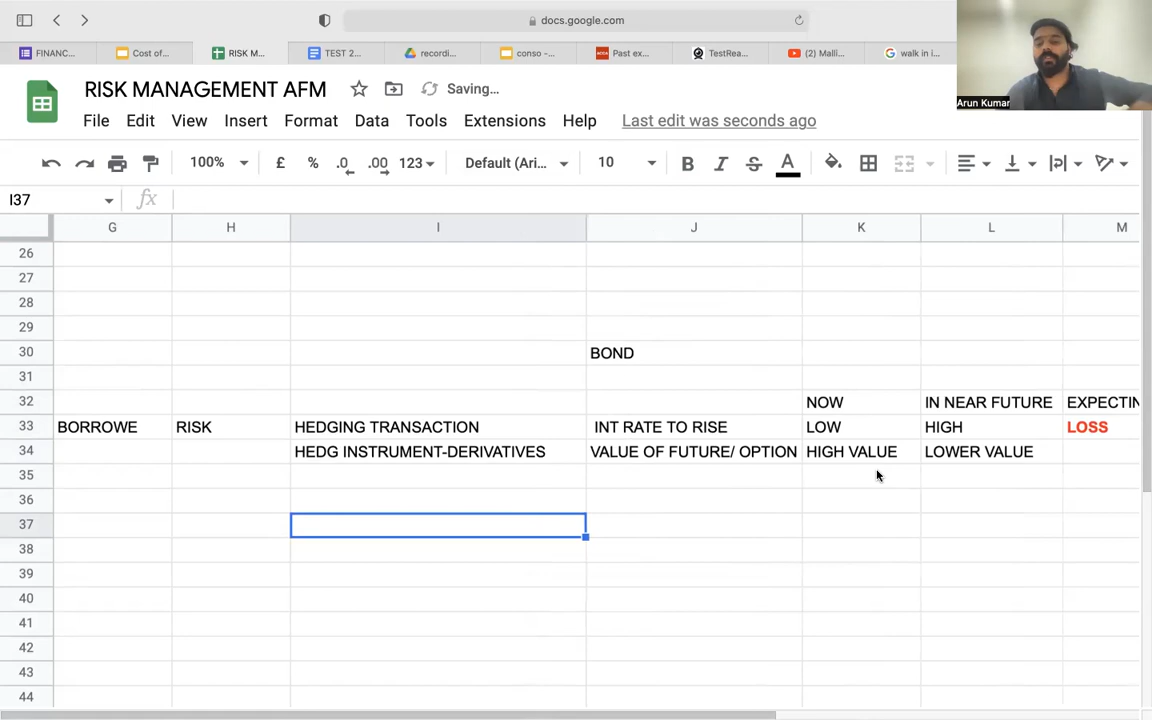 docs.google.com
FINANC...
Cost of...
RISK M...
TEST 2...
recordi...
conso -...
Past ex...
TestRea...
(2) Malli...
walk in i...
Arun Kumar
RISK MANAGEMENT AFM
Saving...
File Edit View Insert Format Data Tools Extensions Help Last edit was seconds ago
100% £ % .0 .00 123 Default (Ari... 10 B I S A
I37 fx
G H I J K L M
26
27
28
29
30 BOND
31
32 NOW IN NEAR FUTURE EXPECTIN
33 BORROWE RISK HEDGING TRANSACTION INT RATE TO RISE LOW HIGH LOSS
34 HEDG INSTRUMENT-DERIVATIVES VALUE OF FUTURE/ OPTION HIGH VALUE LOWER VALUE
35
36
37
38
39
40
41
42
43
44